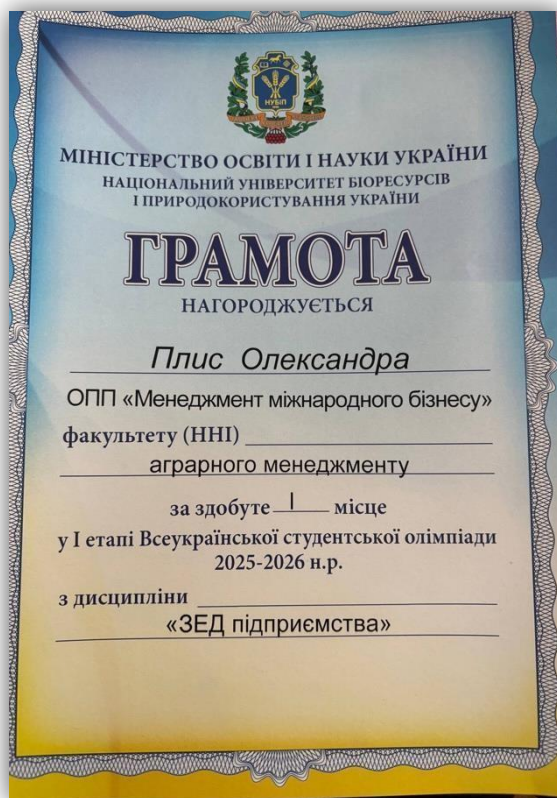 НУБІП
МІНІСТЕРСТВО ОСВІТИ І НАУКИ УКРАЇНИ
НАЦІОНАЛЬНИЙ УНІВЕРСИТЕТ БІОРЕСУРСІВ
І ПРИРОДОКОРИСТУВАННЯ УКРАЇНИ
ГРАМОТА
НАГОРОДЖУЄТЬСЯ
Плис Олександра
ОПП «Менеджмент міжнародного бізнесу»
факультету (ННІ)
аграрного менеджменту
за здобуте I місце
у I етапі Всеукраїнської студентської олімпіади
2025-2026 н.р.
з дисципліни
«ЗЕД підприємства»